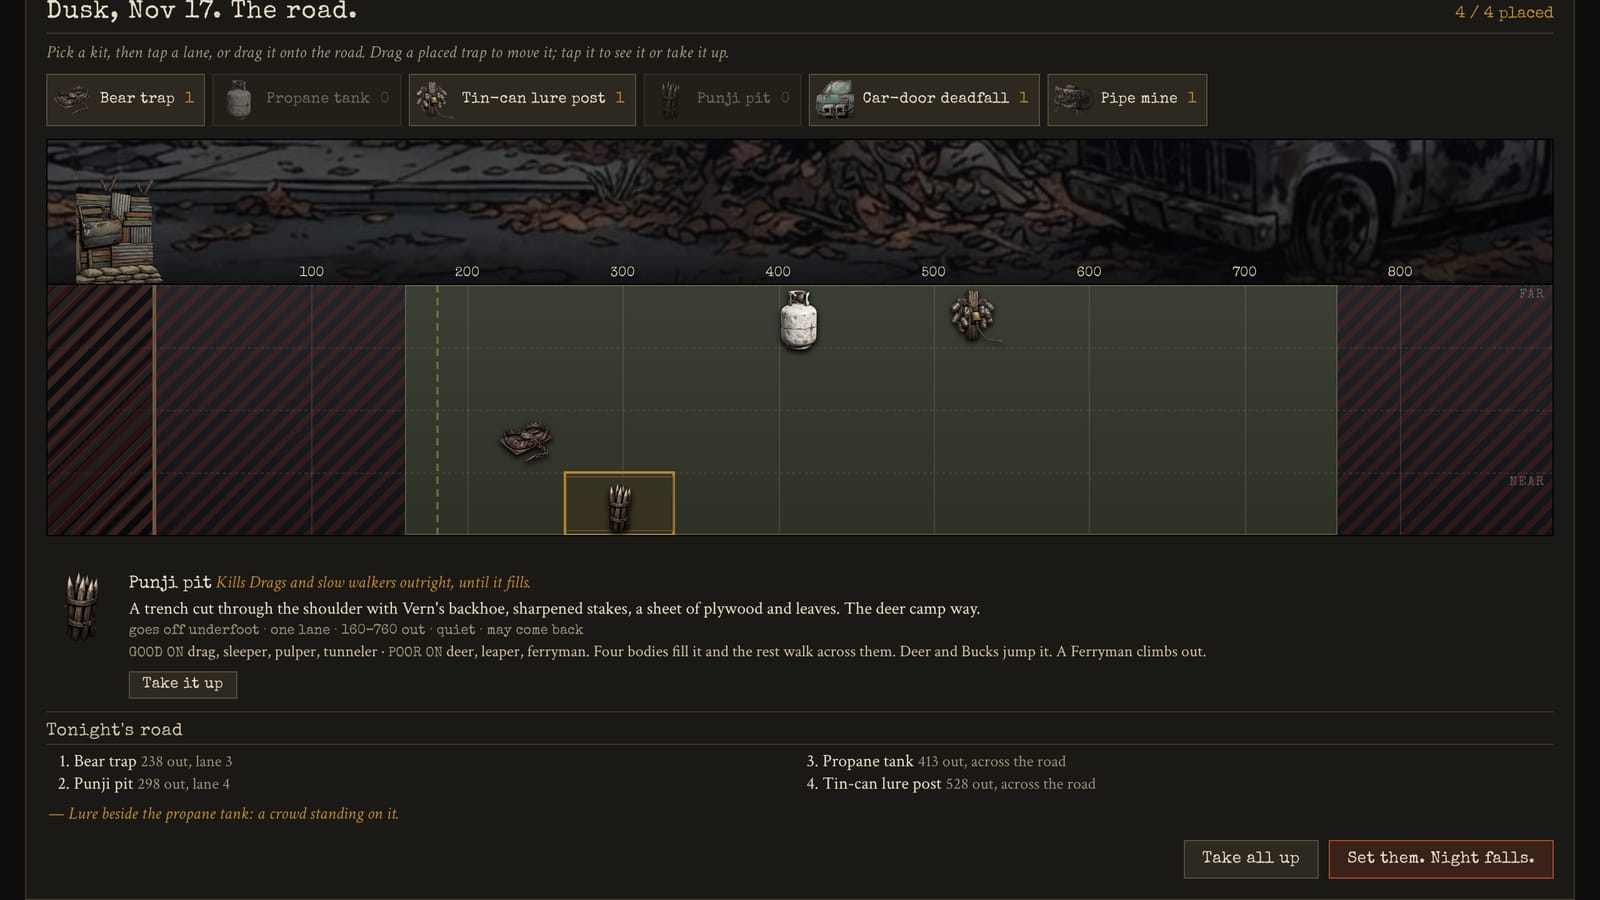 Dusk, Nov 17. The road.
4 / 4 placed
Pick a kit, then tap a lane, or drag it onto the road. Drag a placed trap to move it; tap it to see it or take it up.
Bear trap 1
Propane tank 0
Tin-can lure post 1
Punji pit 0
Car-door deadfall 1
Pipe mine 1
100 200 300 400 500 600 700 800
FAR
NEAR
Punji pit Kills Drags and slow walkers outright, until it fills.
A trench cut through the shoulder with Vern's backhoe, sharpened stakes, a sheet of plywood and leaves. The deer camp way.
goes off underfoot · one lane · 160–760 out · quiet · may come back
GOOD ON drag, sleeper, pulper, tunneler · POOR ON deer, leaper, ferryman. Four bodies fill it and the rest walk across them. Deer and Bucks jump it. A Ferryman climbs out.
Take it up
Tonight's road
1. Bear trap 238 out, lane 3
2. Punji pit 298 out, lane 4
3. Propane tank 413 out, across the road
4. Tin-can lure post 528 out, across the road
— Lure beside the propane tank: a crowd standing on it.
Take all up
Set them. Night falls.